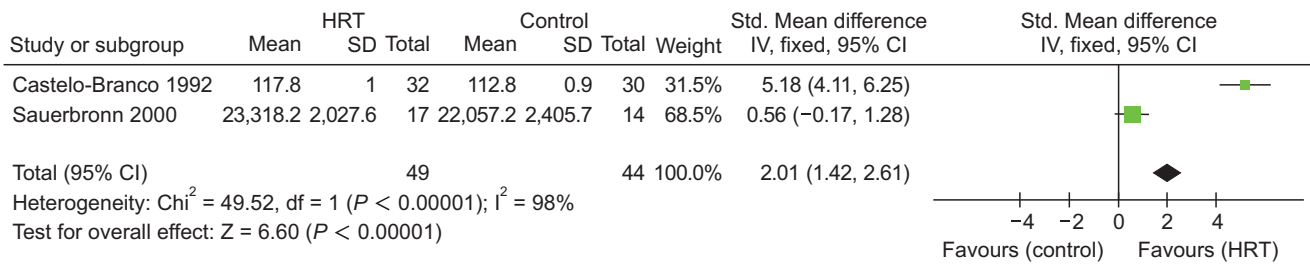 HRT Control Std. Mean difference Std. Mean difference
Study or subgroup Mean SD Total Mean SD Total Weight IV, fixed, 95% CI IV, fixed, 95% CI
Castelo-Branco 1992 117.8 1 32 112.8 0.9 30 31.5% 5.18 (4.11, 6.25)
Sauerbronn 2000 23,318.2 2,027.6 17 22,057.2 2,405.7 14 68.5% 0.56 (−0.17, 1.28)
Total (95% CI) 49 44 100.0% 2.01 (1.42, 2.61)
Heterogeneity: Chi² = 49.52, df = 1 (P < 0.00001); I² = 98%
Test for overall effect: Z = 6.60 (P < 0.00001)
−4 −2 0 2 4
Favours (control) Favours (HRT)